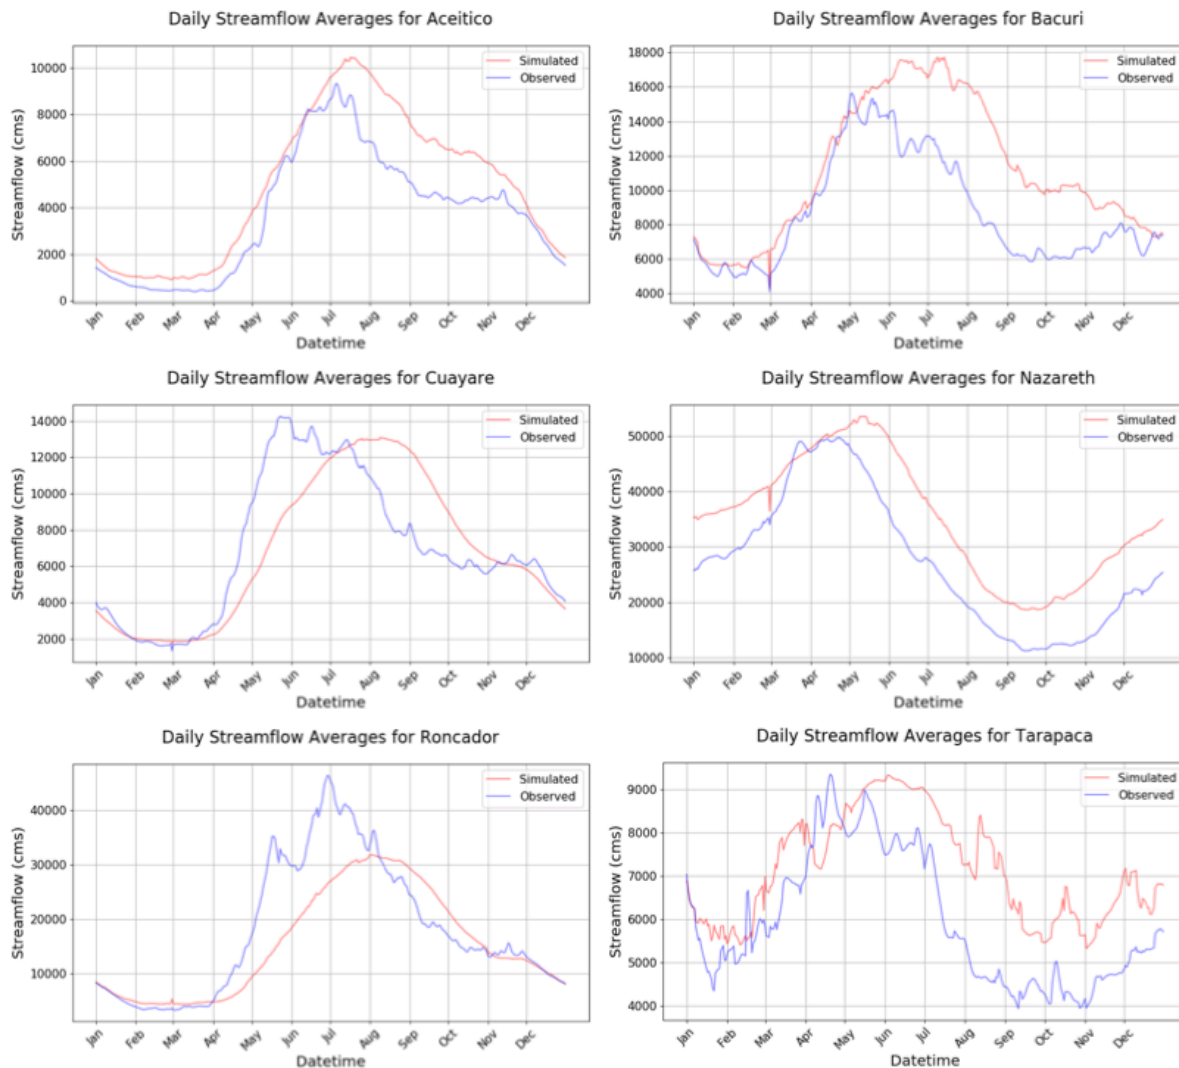 Daily Streamflow Averages for Aceitico
Simulated
Observed
Streamflow (cms)
10000
8000
6000
4000
2000
0
Jan Feb Mar Apr May Jun Jul Aug Sep Oct Nov Dec
Datetime
Daily Streamflow Averages for Bacuri
Simulated
Observed
Streamflow (cms)
18000
16000
14000
12000
10000
8000
6000
4000
Jan Feb Mar Apr May Jun Jul Aug Sep Oct Nov Dec
Datetime
Daily Streamflow Averages for Cuayare
Simulated
Observed
Streamflow (cms)
14000
12000
10000
8000
6000
4000
2000
Jan Feb Mar Apr May Jun Jul Aug Sep Oct Nov Dec
Datetime
Daily Streamflow Averages for Nazareth
Simulated
Observed
Streamflow (cms)
50000
40000
30000
20000
10000
Jan Feb Mar Apr May Jun Jul Aug Sep Oct Nov Dec
Datetime
Daily Streamflow Averages for Roncador
Simulated
Observed
Streamflow (cms)
40000
30000
20000
10000
Jan Feb Mar Apr May Jun Jul Aug Sep Oct Nov Dec
Datetime
Daily Streamflow Averages for Tarapaca
Simulated
Observed
Streamflow (cms)
9000
8000
7000
6000
5000
4000
Jan Feb Mar Apr May Jun Jul Aug Sep Oct Nov Dec
Datetime